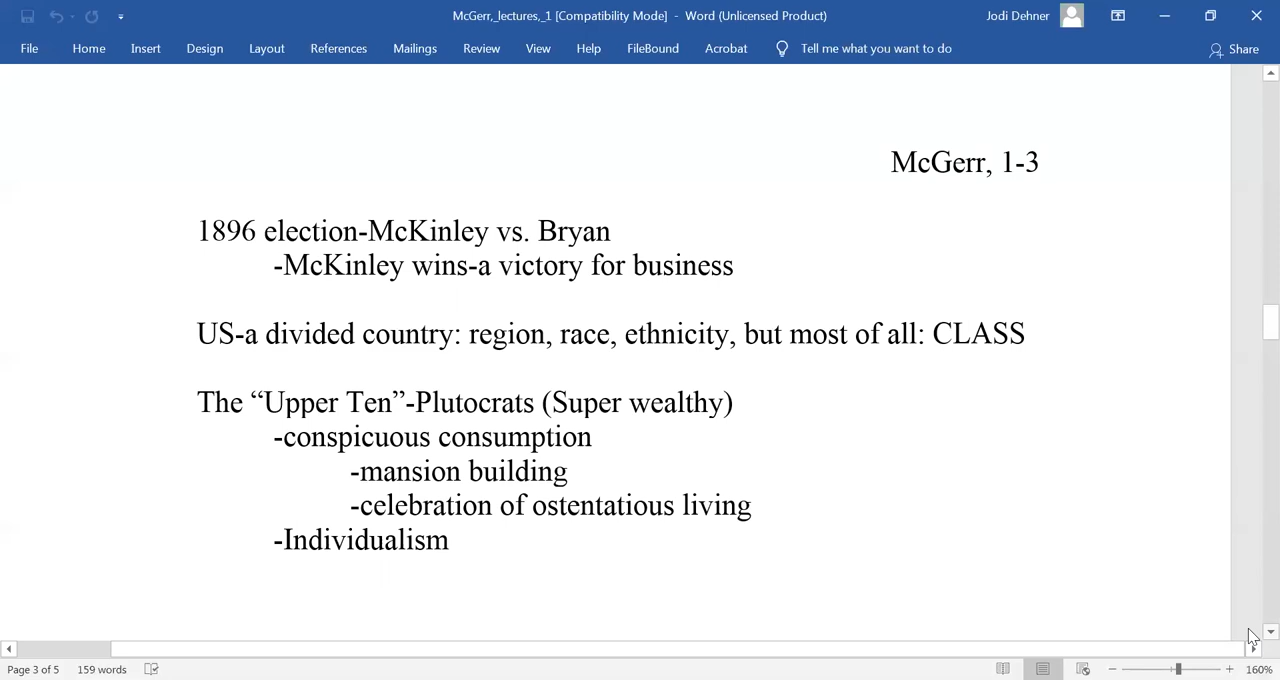 McGerr,_lectures,_1 [Compatibility Mode] - Word (Unlicensed Product)
Jodi Dehner
File Home Insert Design Layout References Mailings Review View Help FileBound Acrobat Tell me what you want to do Share
McGerr, 1-3
1896 election-McKinley vs. Bryan
-McKinley wins-a victory for business
US-a divided country: region, race, ethnicity, but most of all: CLASS
The “Upper Ten”-Plutocrats (Super wealthy)
-conspicuous consumption
-mansion building
-celebration of ostentatious living
-Individualism
Page 3 of 5 159 words 160%